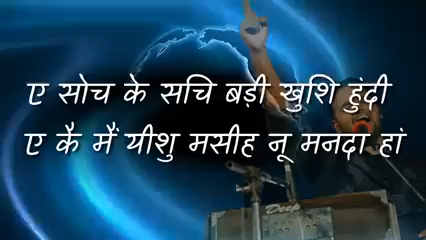 ए सोच के सचि बड़ी खुशि हुंदी
ए कै मैं यीशु मसीह नू मनदा हां